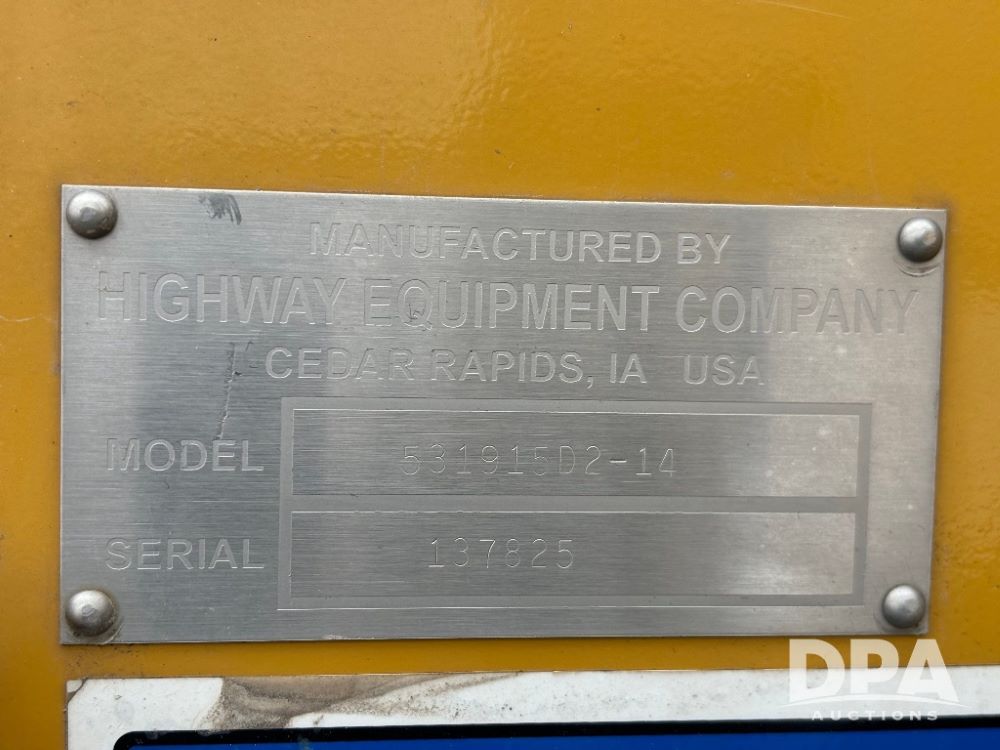 MANUFACTURED BY
HIGHWAY EQUIPMENT COMPANY
CEDAR RAPIDS, IA USA
MODEL 531915D2-14
SERIAL 137825
DPA
AUCTIONS